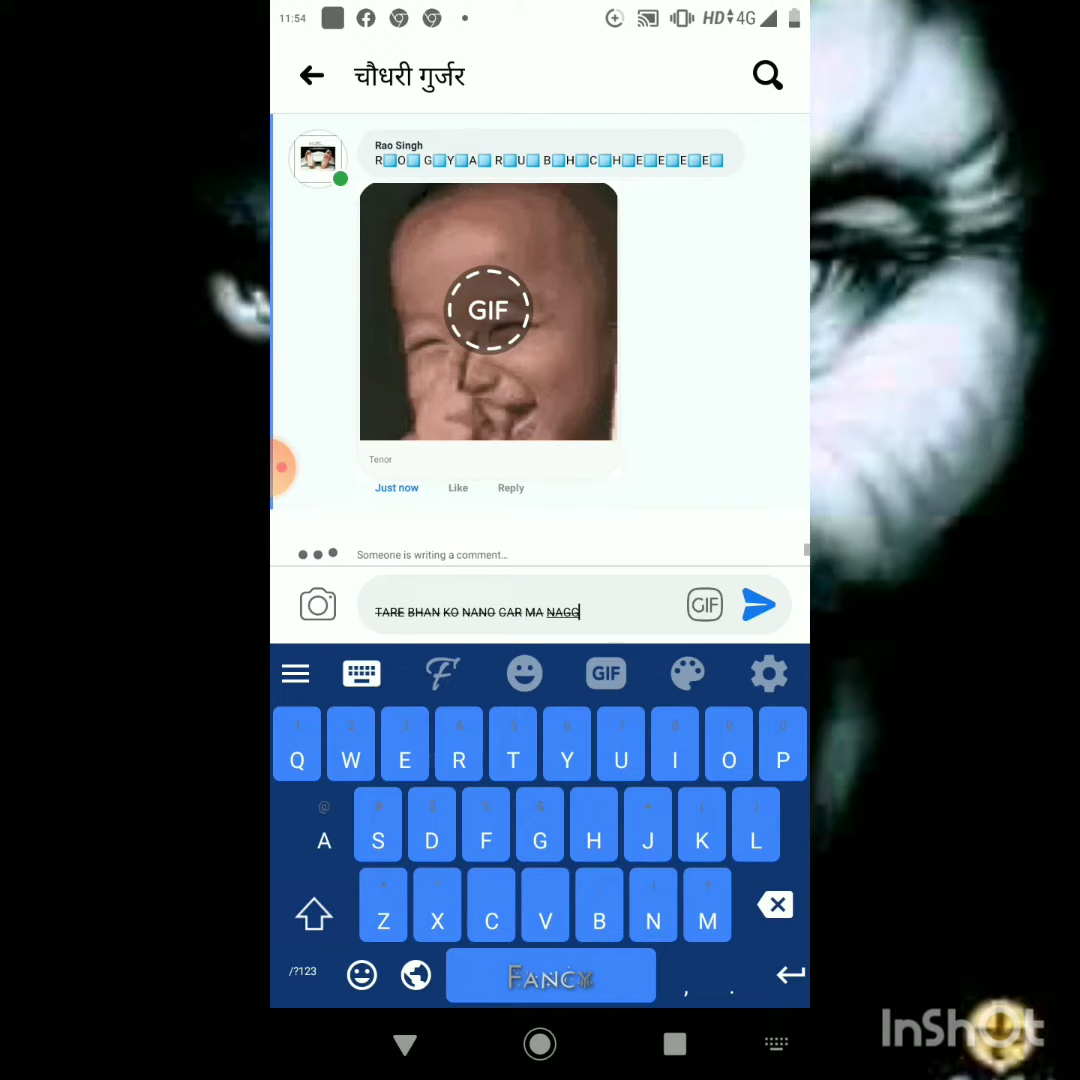 11:54 HD 4G
चौधरी गुर्जर
Rao Singh
R🟦O🟦 G🟦Y🟦A🟦 R🟦U🟦 B🟦H🟦C🟦H🟦E🟦E🟦E🟦E🟦
GIF
Tenor
Just now Like Reply
Someone is writing a comment...
TARE BHAN KO NANO CAR MA NAGG
GIF
GIF
Q W E R T Y U I O P
@
A S D F G H J K L
Z X C V B N M
/?123 FANCY , .
InShot